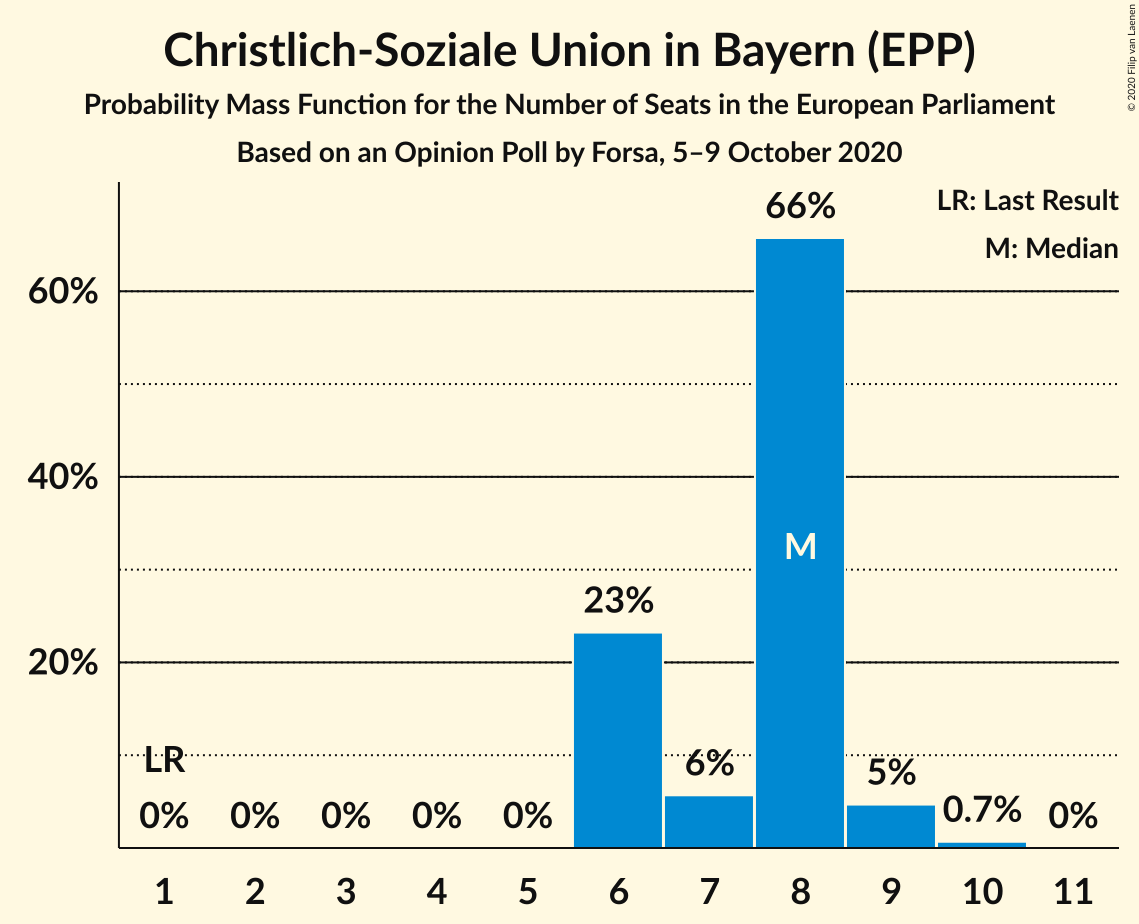 Christlich-Soziale Union in Bayern (EPP)
Probability Mass Function for the Number of Seats in the European Parliament
Based on an Opinion Poll by Forsa, 5–9 October 2020
© 2020 Filip van Laenen
LR: Last Result
M: Median
66%
60%
40%
M
23%
20%
LR
6%
5%
0%
0%
0%
0%
0%
0.7%
0%
1 2 3 4 5 6 7 8 9 10 11